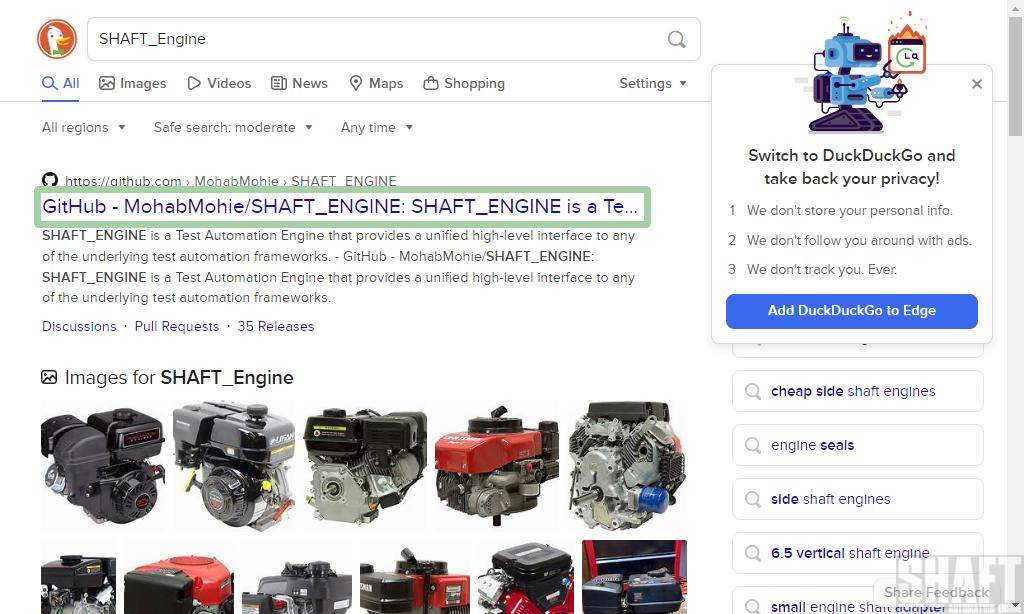 SHAFT_Engine
All
Images
Videos
News
Maps
Shopping
Settings
All regions
Safe search: moderate
Any time
https://github.com › MohabMohie › SHAFT_ENGINE
GitHub - MohabMohie/SHAFT_ENGINE: SHAFT_ENGINE is a Te...
SHAFT_ENGINE is a Test Automation Engine that provides a unified high-level interface to any
of the underlying test automation frameworks. - GitHub - MohabMohie/SHAFT_ENGINE:
SHAFT_ENGINE is a Test Automation Engine that provides a unified high-level interface to any
of the underlying test automation frameworks.
Discussions · Pull Requests · 35 Releases
Images for SHAFT_Engine
LIFAN
Switch to DuckDuckGo and
take back your privacy!
1 We don't store your personal info.
2 We don't follow you around with ads.
3 We don't track you. Ever.
Add DuckDuckGo to Edge
cheap side shaft engines
engine seals
side shaft engines
6.5 vertical shaft engine
small engine shaft adapter
Share Feedback
SHAFT